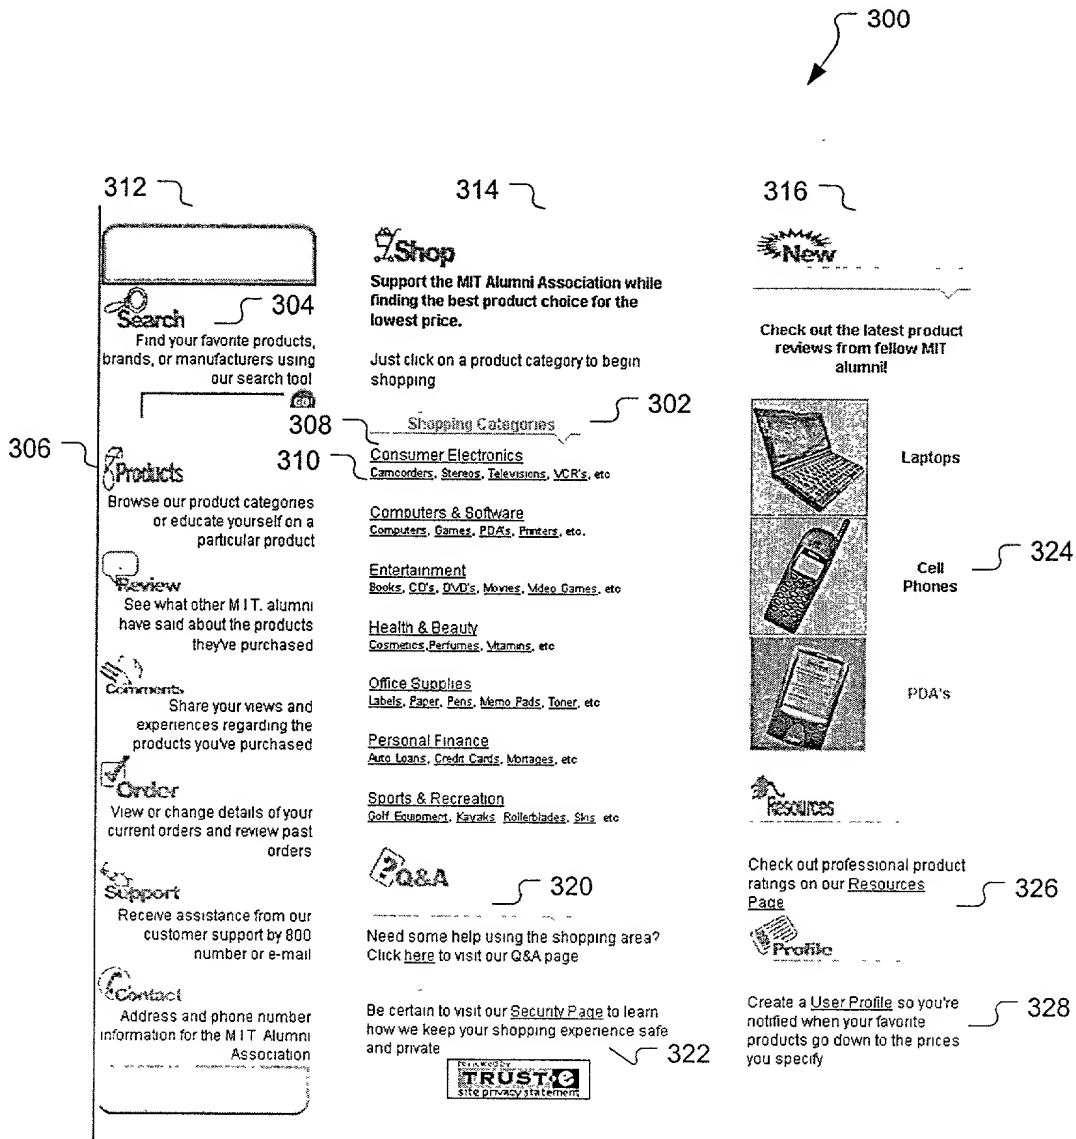 300
312
314
316
Search
304
Find your favorite products,
brands, or manufacturers using
our search tool
306
Products
Browse our product categories
or educate yourself on a
particular product
Review
See what other M I T. alumni
have said about the products
they've purchased
Comments
Share your views and
experiences regarding the
products you've purchased
Order
View or change details of your
current orders and review past
orders
Support
Receive assistance from our
customer support by 800
number or e-mail
Contact
Address and phone number
information for the M I T Alumni
Association
Shop
Support the MIT Alumni Association while
finding the best product choice for the
lowest price.
Just click on a product category to begin
shopping
302
Shopping Categories
308
Consumer Electronics
310
Camcorders, Stereos, Televisions, VCR's, etc
Computers & Software
Computers, Games, PDA's, Printers, etc.
Entertainment
Books, CD's, DVD's, Movies, Video Games, etc
Health & Beauty
Cosmetics,Perfumes, Vitamins, etc
Office Supplies
Labels, Paper, Pens, Memo Pads, Toner, etc
Personal Finance
Auto Loans, Credit Cards, Mortages, etc
Sports & Recreation
Golf Equipment, Kayaks Rollerblades, Skis etc
Q&A
320
Need some help using the shopping area?
Click here to visit our Q&A page
Be certain to visit our Security Page to learn
how we keep your shopping experience safe
and private
322
reviewed by
TRUST e
site privacy statement
New
Check out the latest product
reviews from fellow MIT
alumni!
Laptops
Cell
Phones
324
PDA's
Resources
Check out professional product
ratings on our Resources
Page
326
Profile
Create a User Profile so you're
notified when your favorite
products go down to the prices
you specify
328